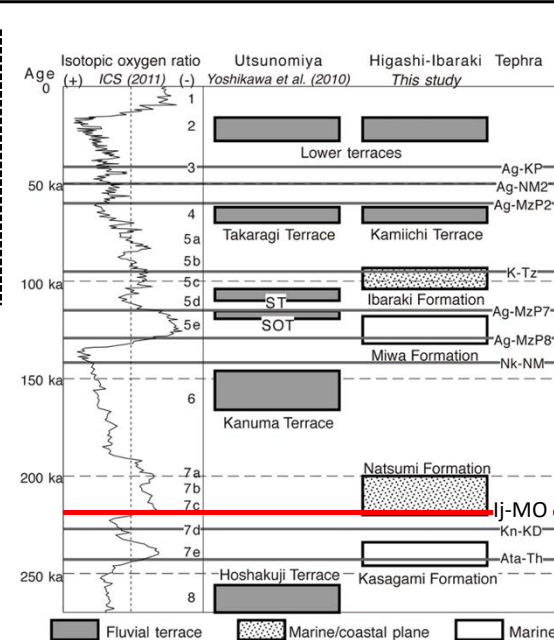 Isotopic oxygen ratio Utsunomiya Higashi-Ibaraki Tephra
Age (+) ICS (2011) (-) Yoshikawa et al. (2010) This study
0
1
2
Lower terraces
3 Ag-KP
50 ka Ag-NM2
Ag-MzP2
4
Takaragi Terrace Kamiichi Terrace
5a
5b
K-Tz
100 ka 5c
5d ST Ibaraki Formation
Ag-MzP7
5e SOT
Ag-MzP8
Miwa Formation
Nk-NM
150 ka
6
Kanuma Terrace
7a Natsumi Formation
200 ka
7b
7c Ij-MO
7d Kn-KD
7e Ata-Th
250 ka Hoshakuji Terrace Kasagami Formation
8
Fluvial terrace Marine/coastal plane Marine